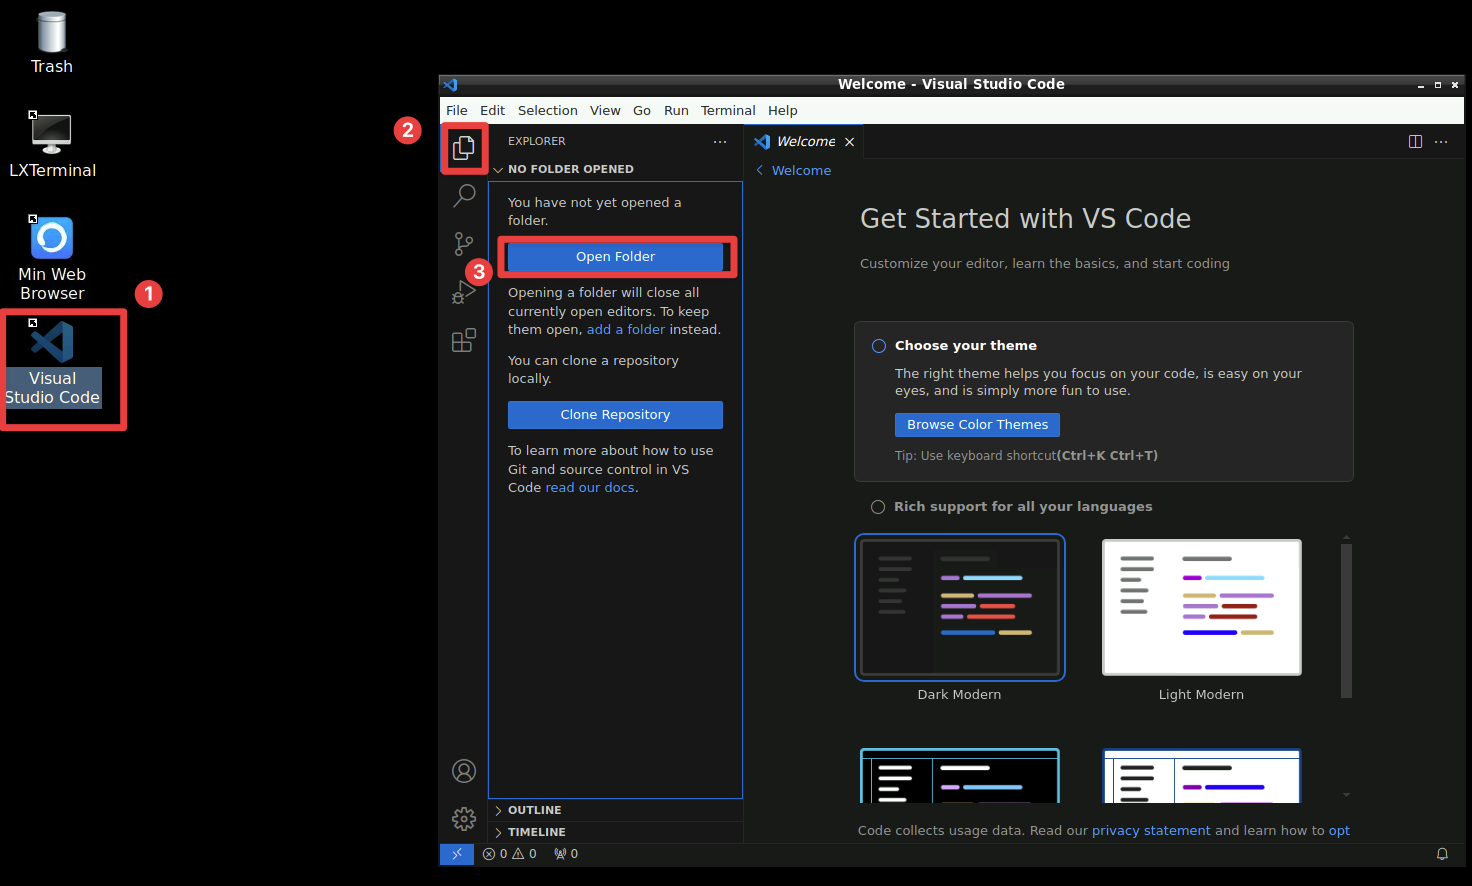 Trash
LXTerminal
Min Web
Browser
1
Visual
Studio Code
Welcome - Visual Studio Code
File Edit Selection View Go Run Terminal Help
2
EXPLORER
NO FOLDER OPENED
You have not yet opened a
folder.
Open Folder
3
Opening a folder will close all
currently open editors. To keep
them open, add a folder instead.
You can clone a repository
locally.
Clone Repository
To learn more about how to use
Git and source control in VS
Code read our docs.
OUTLINE
TIMELINE
Welcome
Welcome
Get Started with VS Code
Customize your editor, learn the basics, and start coding
Choose your theme
The right theme helps you focus on your code, is easy on your
eyes, and is simply more fun to use.
Browse Color Themes
Tip: Use keyboard shortcut(Ctrl+K Ctrl+T)
Rich support for all your languages
Dark Modern
Light Modern
Code collects usage data. Read our privacy statement and learn how to opt
0 0 0